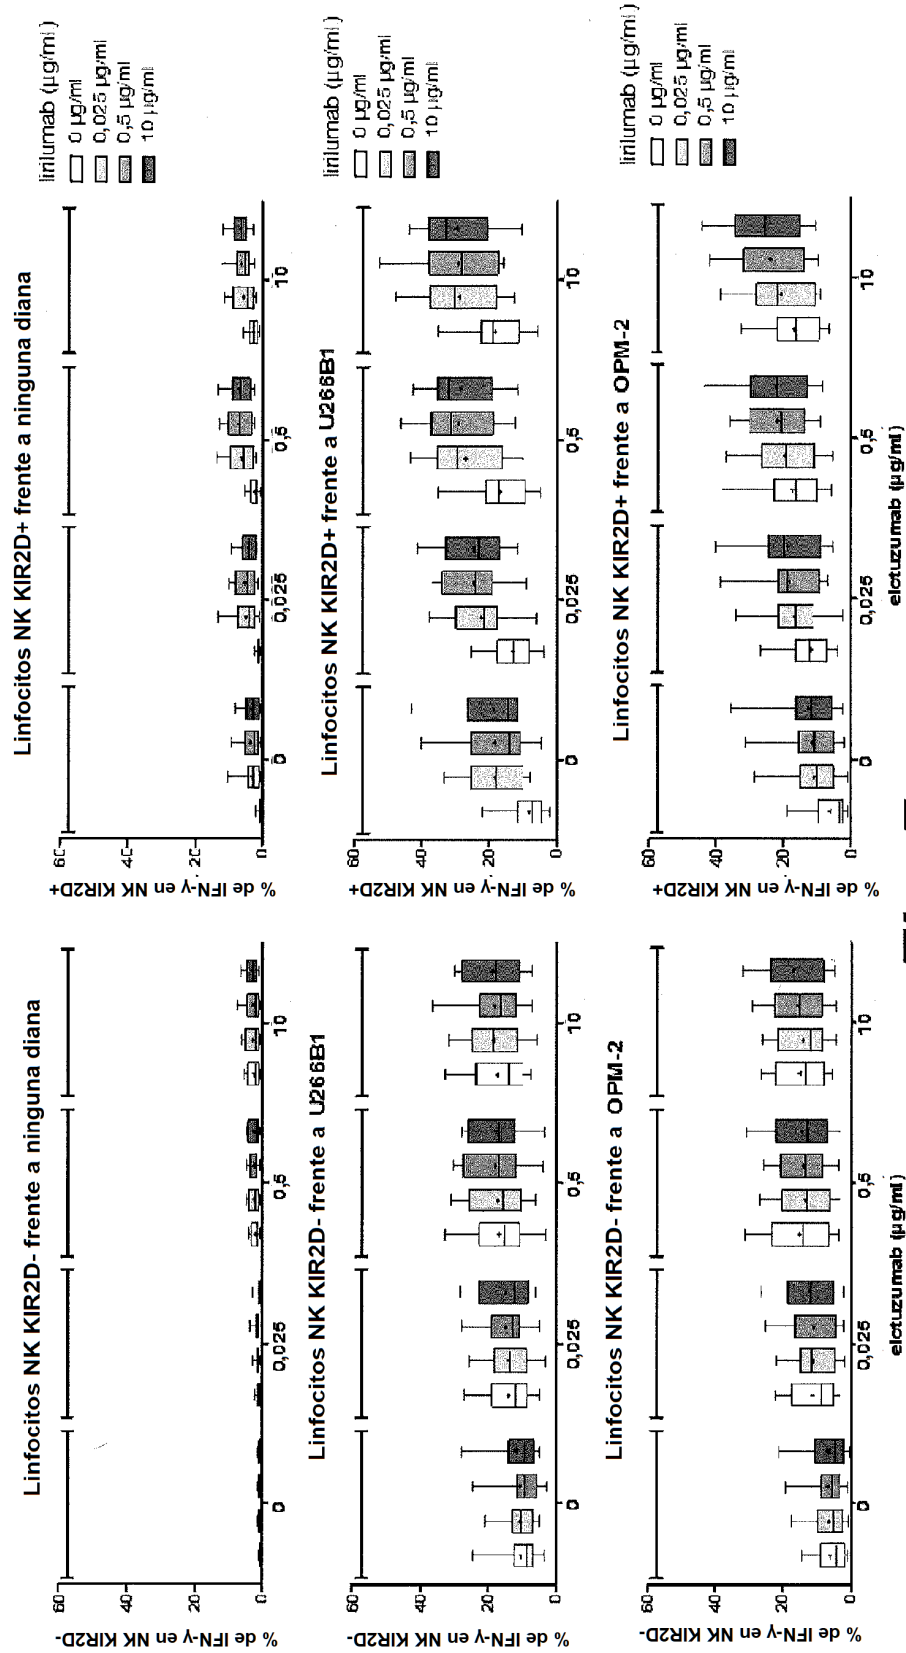 Linfocitos NK KIR2D- frente a ninguna diana
% de IFN-γ en NK KIR2D-
60
40
20
0
0
0,025
0,5
10
Linfocitos NK KIR2D+ frente a ninguna diana
% de IFN-γ en NK KIR2D+
60
40
20
0
0
0,025
0,5
10
lirilumab (µg/ml)
0 µg/ml
0,025 µg/ml
0,5 µg/ml
10 µg/ml
Linfocitos NK KIR2D- frente a U266B1
% de IFN-γ en NK KIR2D-
60
40
20
0
0
0,025
0,5
10
Linfocitos NK KIR2D+ frente a U266B1
% de IFN-γ en NK KIR2D+
60
40
20
0
0
0,025
0,5
10
lirilumab (µg/ml)
0 µg/ml
0,025 µg/ml
0,5 µg/ml
10 µg/ml
Linfocitos NK KIR2D- frente a OPM-2
% de IFN-γ en NK KIR2D-
60
40
20
0
0
0,025
0,5
10
elotuzumab (µg/ml)
Linfocitos NK KIR2D+ frente a OPM-2
% de IFN-γ en NK KIR2D+
60
40
20
0
0
0,025
0,5
10
elotuzumab (µg/ml)
lirilumab (µg/ml)
0 µg/ml
0,025 µg/ml
0,5 µg/ml
10 µg/ml